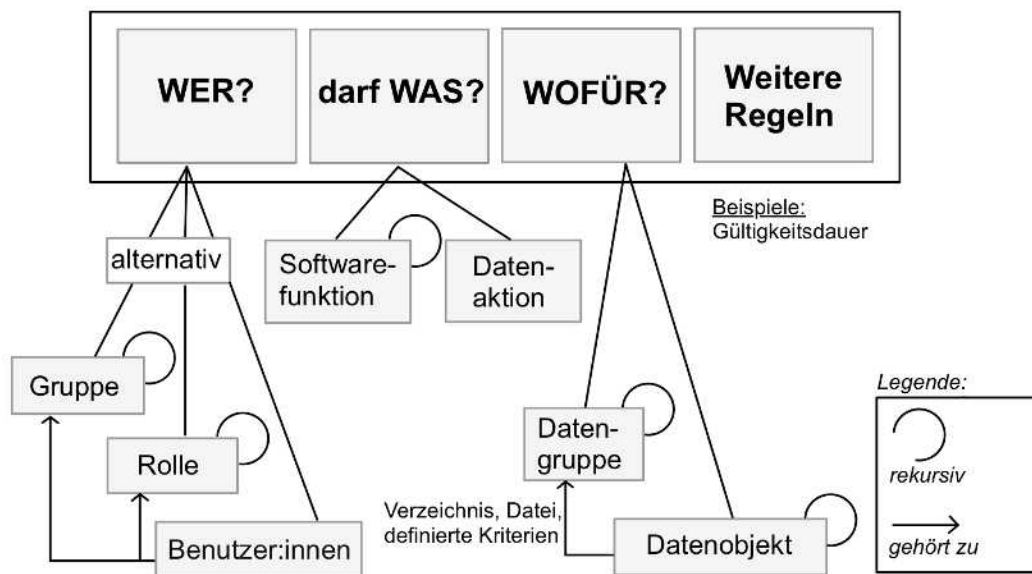 WER?
darf WAS?
WOFÜR?
Weitere
Regeln
Beispiele:
Gültigkeitsdauer
alternativ
Software-
funktion
Daten-
aktion
Gruppe
Rolle
Benutzer:innen
Daten-
gruppe
Verzeichnis, Datei,
definierte Kriterien
Datenobjekt
Legende:
rekursiv
gehört zu